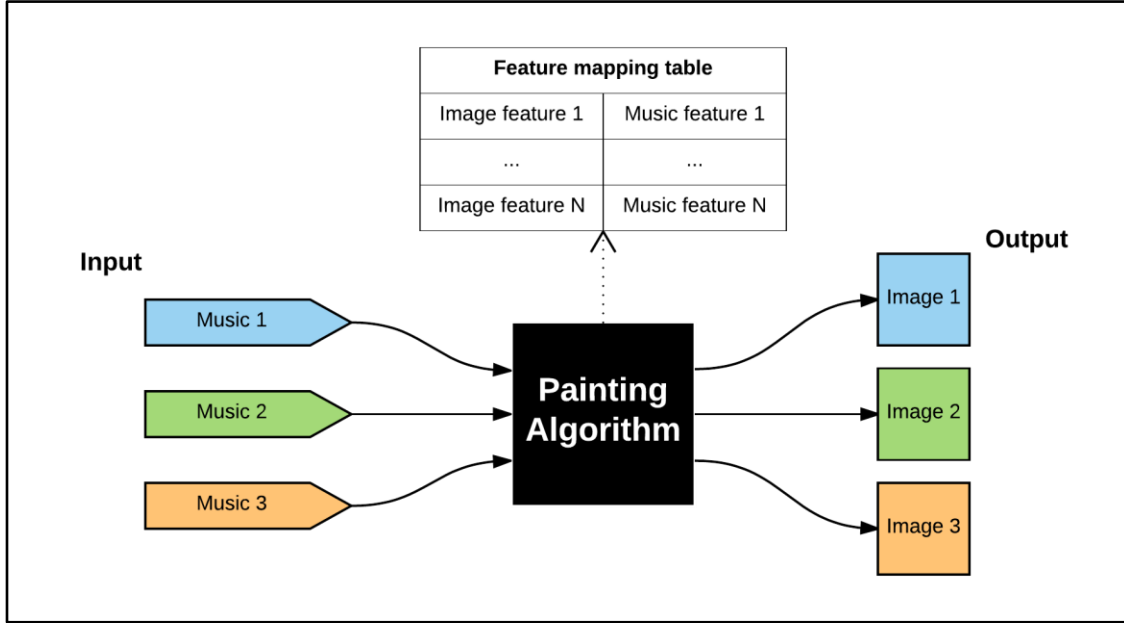 Feature mapping table
Image feature 1 Music feature 1
... ...
Image feature N Music feature N
Input
Output
Music 1
Music 2
Music 3
Painting
Algorithm
Image 1
Image 2
Image 3